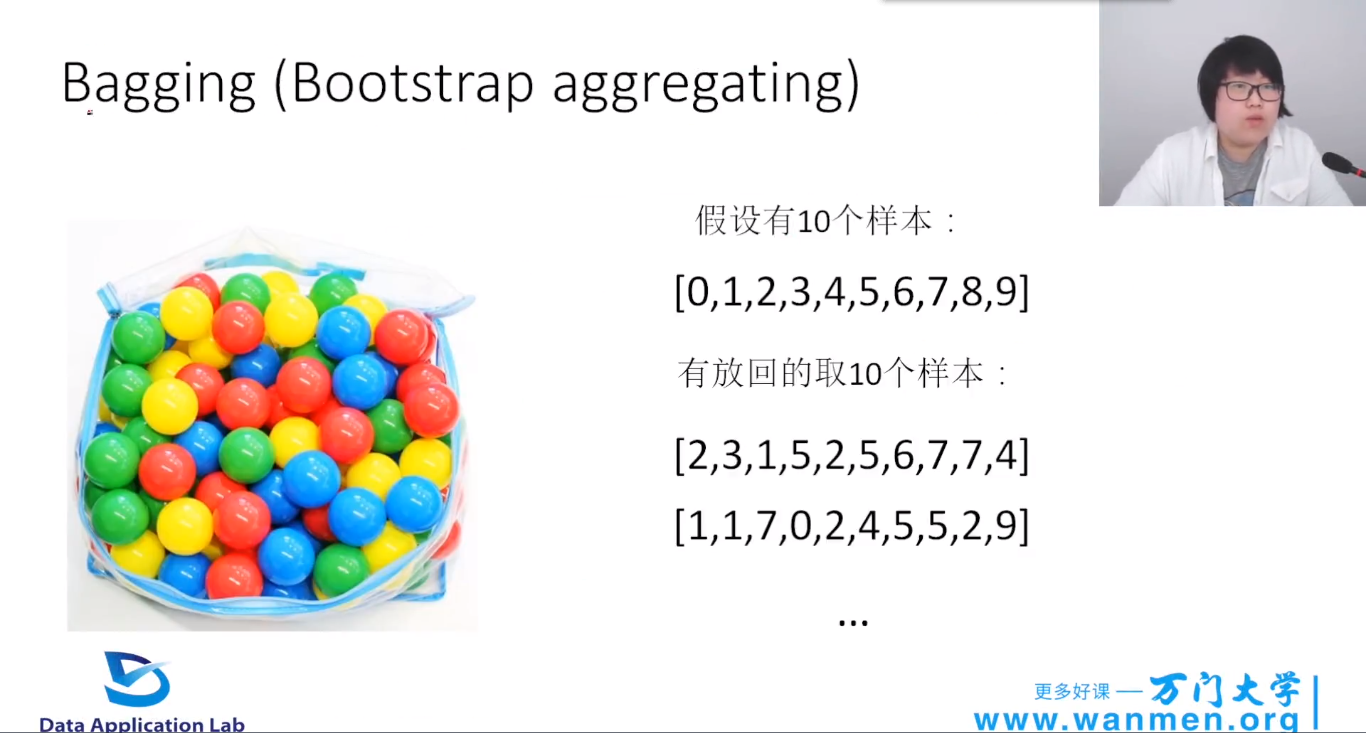 Bagging (Bootstrap aggregating)
假设有10个样本：
[0,1,2,3,4,5,6,7,8,9]
有放回的取10个样本：
[2,3,1,5,2,5,6,7,7,4]
[1,1,7,0,2,4,5,5,2,9]
...
Data Application Lab
更多好课 — 万门大学
www.wanmen.org